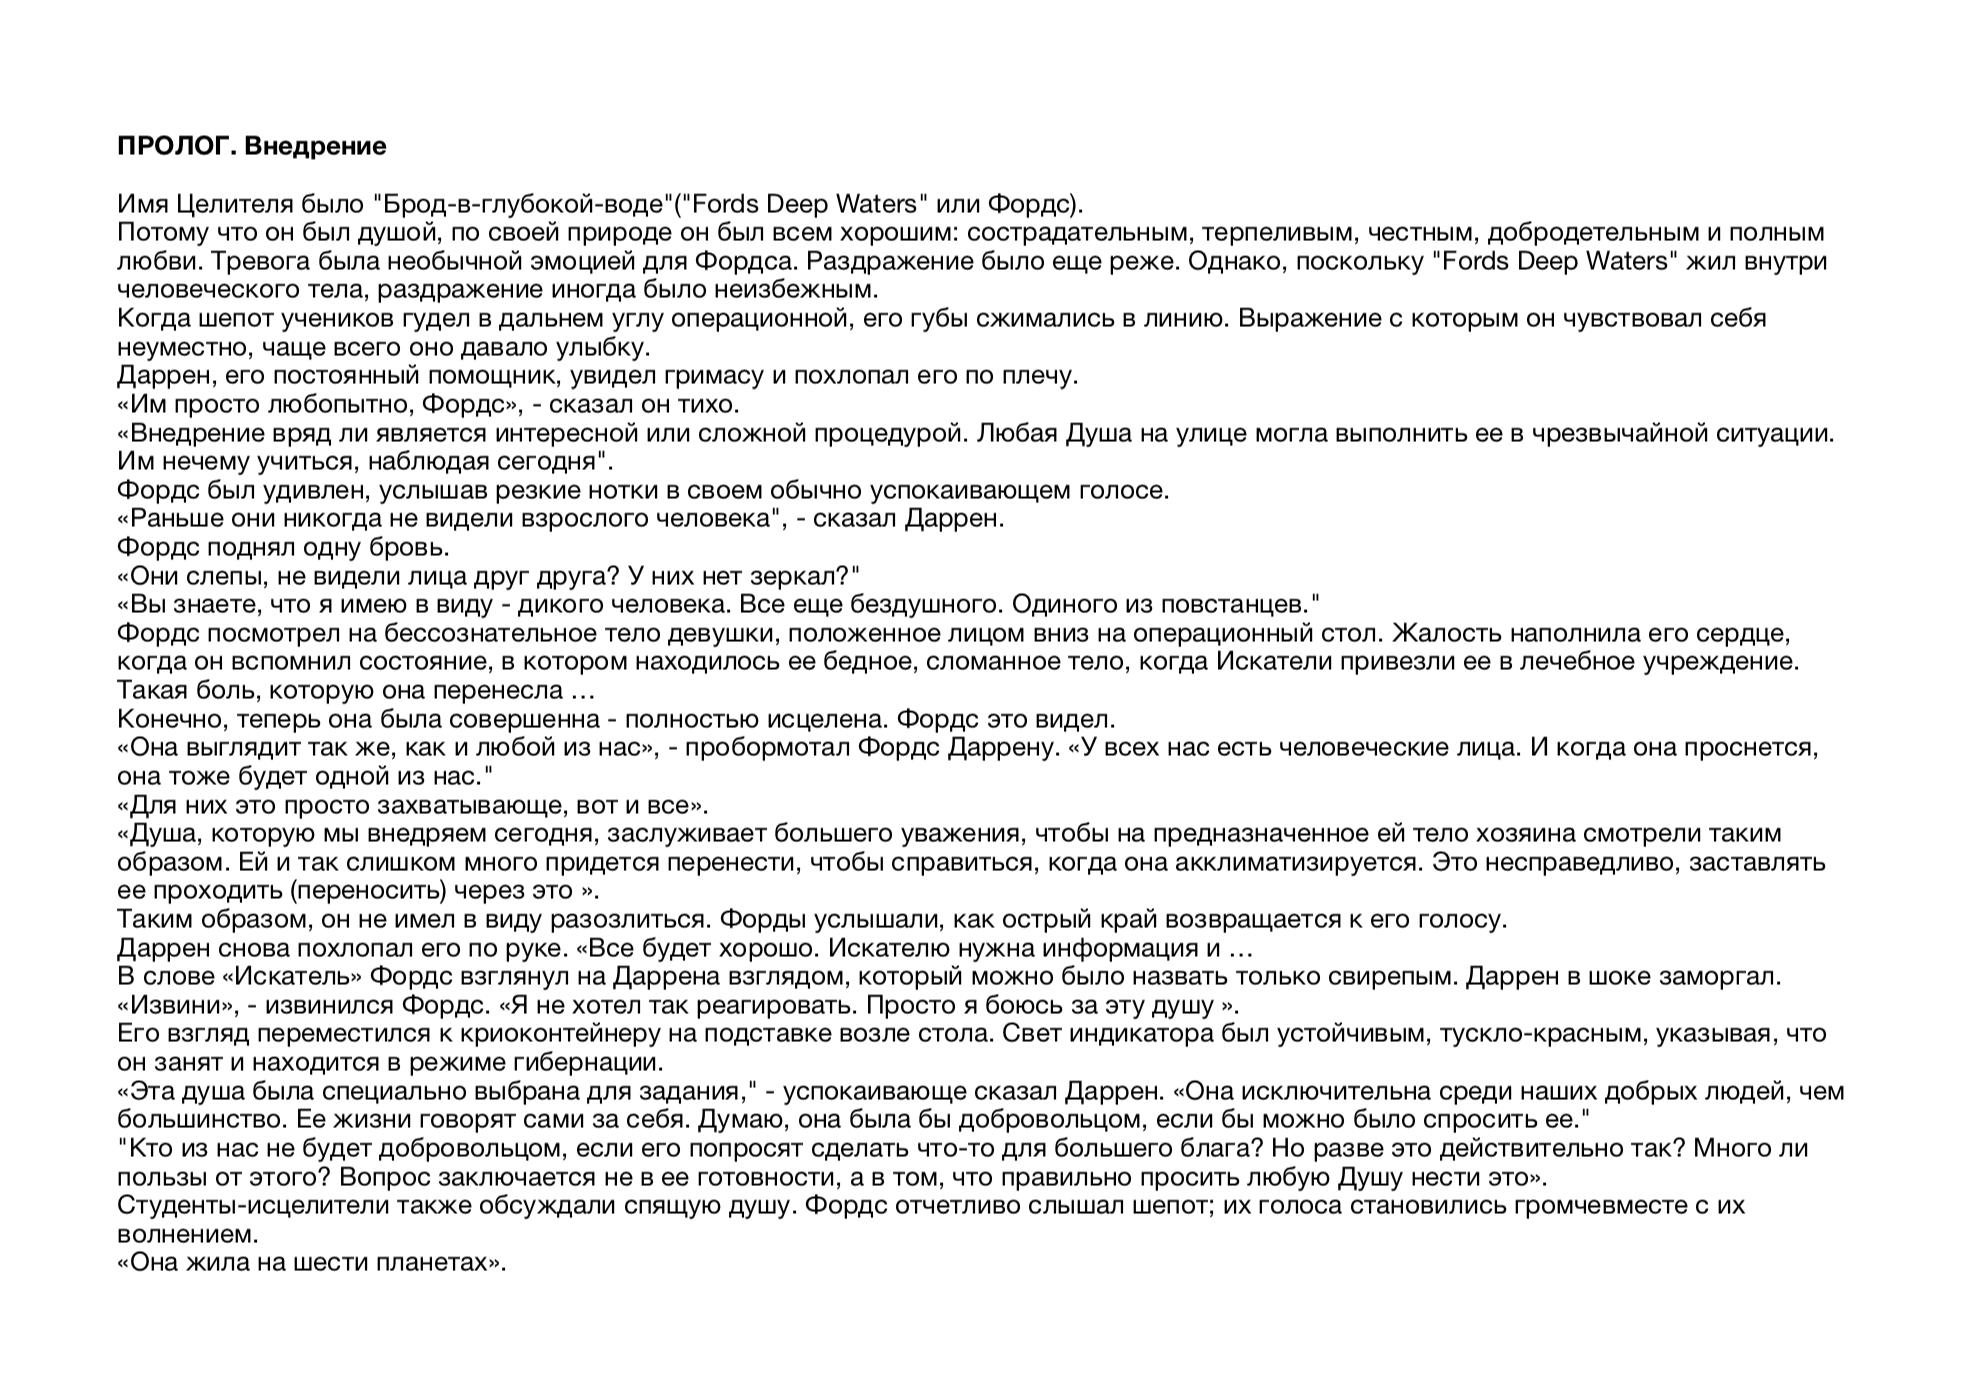 ПРОЛОГ. Внедрение
Имя Целителя было "Брод-в-глубокой-воде"("Fords Deep Waters" или Фордс).
Потому что он был душой, по своей природе он был всем хорошим: сострадательным, терпеливым, честным, добродетельным и полным
любви. Тревога была необычной эмоцией для Фордса. Раздражение было еще реже. Однако, поскольку "Fords Deep Waters" жил внутри
человеческого тела, раздражение иногда было неизбежным.
Когда шепот учеников гудел в дальнем углу операционной, его губы сжимались в линию. Выражение с которым он чувствовал себя
неуместно, чаще всего оно давало улыбку.
Даррен, его постоянный помощник, увидел гримасу и похлопал его по плечу.
«Им просто любопытно, Фордс», - сказал он тихо.
«Внедрение вряд ли является интересной или сложной процедурой. Любая Душа на улице могла выполнить ее в чрезвычайной ситуации.
Им нечему учиться, наблюдая сегодня".
Фордс был удивлен, услышав резкие нотки в своем обычно успокаивающем голосе.
«Раньше они никогда не видели взрослого человека", - сказал Даррен.
Фордс поднял одну бровь.
«Они слепы, не видели лица друг друга? У них нет зеркал?"
«Вы знаете, что я имею в виду - дикого человека. Все еще бездушного. Одиного из повстанцев."
Фордс посмотрел на бессознательное тело девушки, положенное лицом вниз на операционный стол. Жалость наполнила его сердце,
когда он вспомнил состояние, в котором находилось ее бедное, сломанное тело, когда Искатели привезли ее в лечебное учреждение.
Такая боль, которую она перенесла …
Конечно, теперь она была совершенна - полностью исцелена. Фордс это видел.
«Она выглядит так же, как и любой из нас», - пробормотал Фордс Даррену. «У всех нас есть человеческие лица. И когда она проснется,
она тоже будет одной из нас."
«Для них это просто захватывающе, вот и все».
«Душа, которую мы внедряем сегодня, заслуживает большего уважения, чтобы на предназначенное ей тело хозяина смотрели таким
образом. Ей и так слишком много придется перенести, чтобы справиться, когда она акклиматизируется. Это несправедливо, заставлять
ее проходить (переносить) через это ».
Таким образом, он не имел в виду разозлиться. Форды услышали, как острый край возвращается к его голосу.
Даррен снова похлопал его по руке. «Все будет хорошо. Искателю нужна информация и …
В слове «Искатель» Фордс взглянул на Даррена взглядом, который можно было назвать только свирепым. Даррен в шоке заморгал.
«Извини», - извинился Фордс. «Я не хотел так реагировать. Просто я боюсь за эту душу ».
Его взгляд переместился к криоконтейнеру на подставке возле стола. Свет индикатора был устойчивым, тускло-красным, указывая, что
он занят и находится в режиме гибернации.
«Эта душа была специально выбрана для задания," - успокаивающе сказал Даррен. «Она исключительна среди наших добрых людей, чем
большинство. Ее жизни говорят сами за себя. Думаю, она была бы добровольцом, если бы можно было спросить ее."
"Кто из нас не будет добровольцом, если его попросят сделать что-то для большего блага? Но разве это действительно так? Много ли
пользы от этого? Вопрос заключается не в ее готовности, а в том, что правильно просить любую Душу нести это».
Студенты-исцелители также обсуждали спящую душу. Фордс отчетливо слышал шепот; их голоса становились громчевместе с их
волнением.
«Она жила на шести планетах».